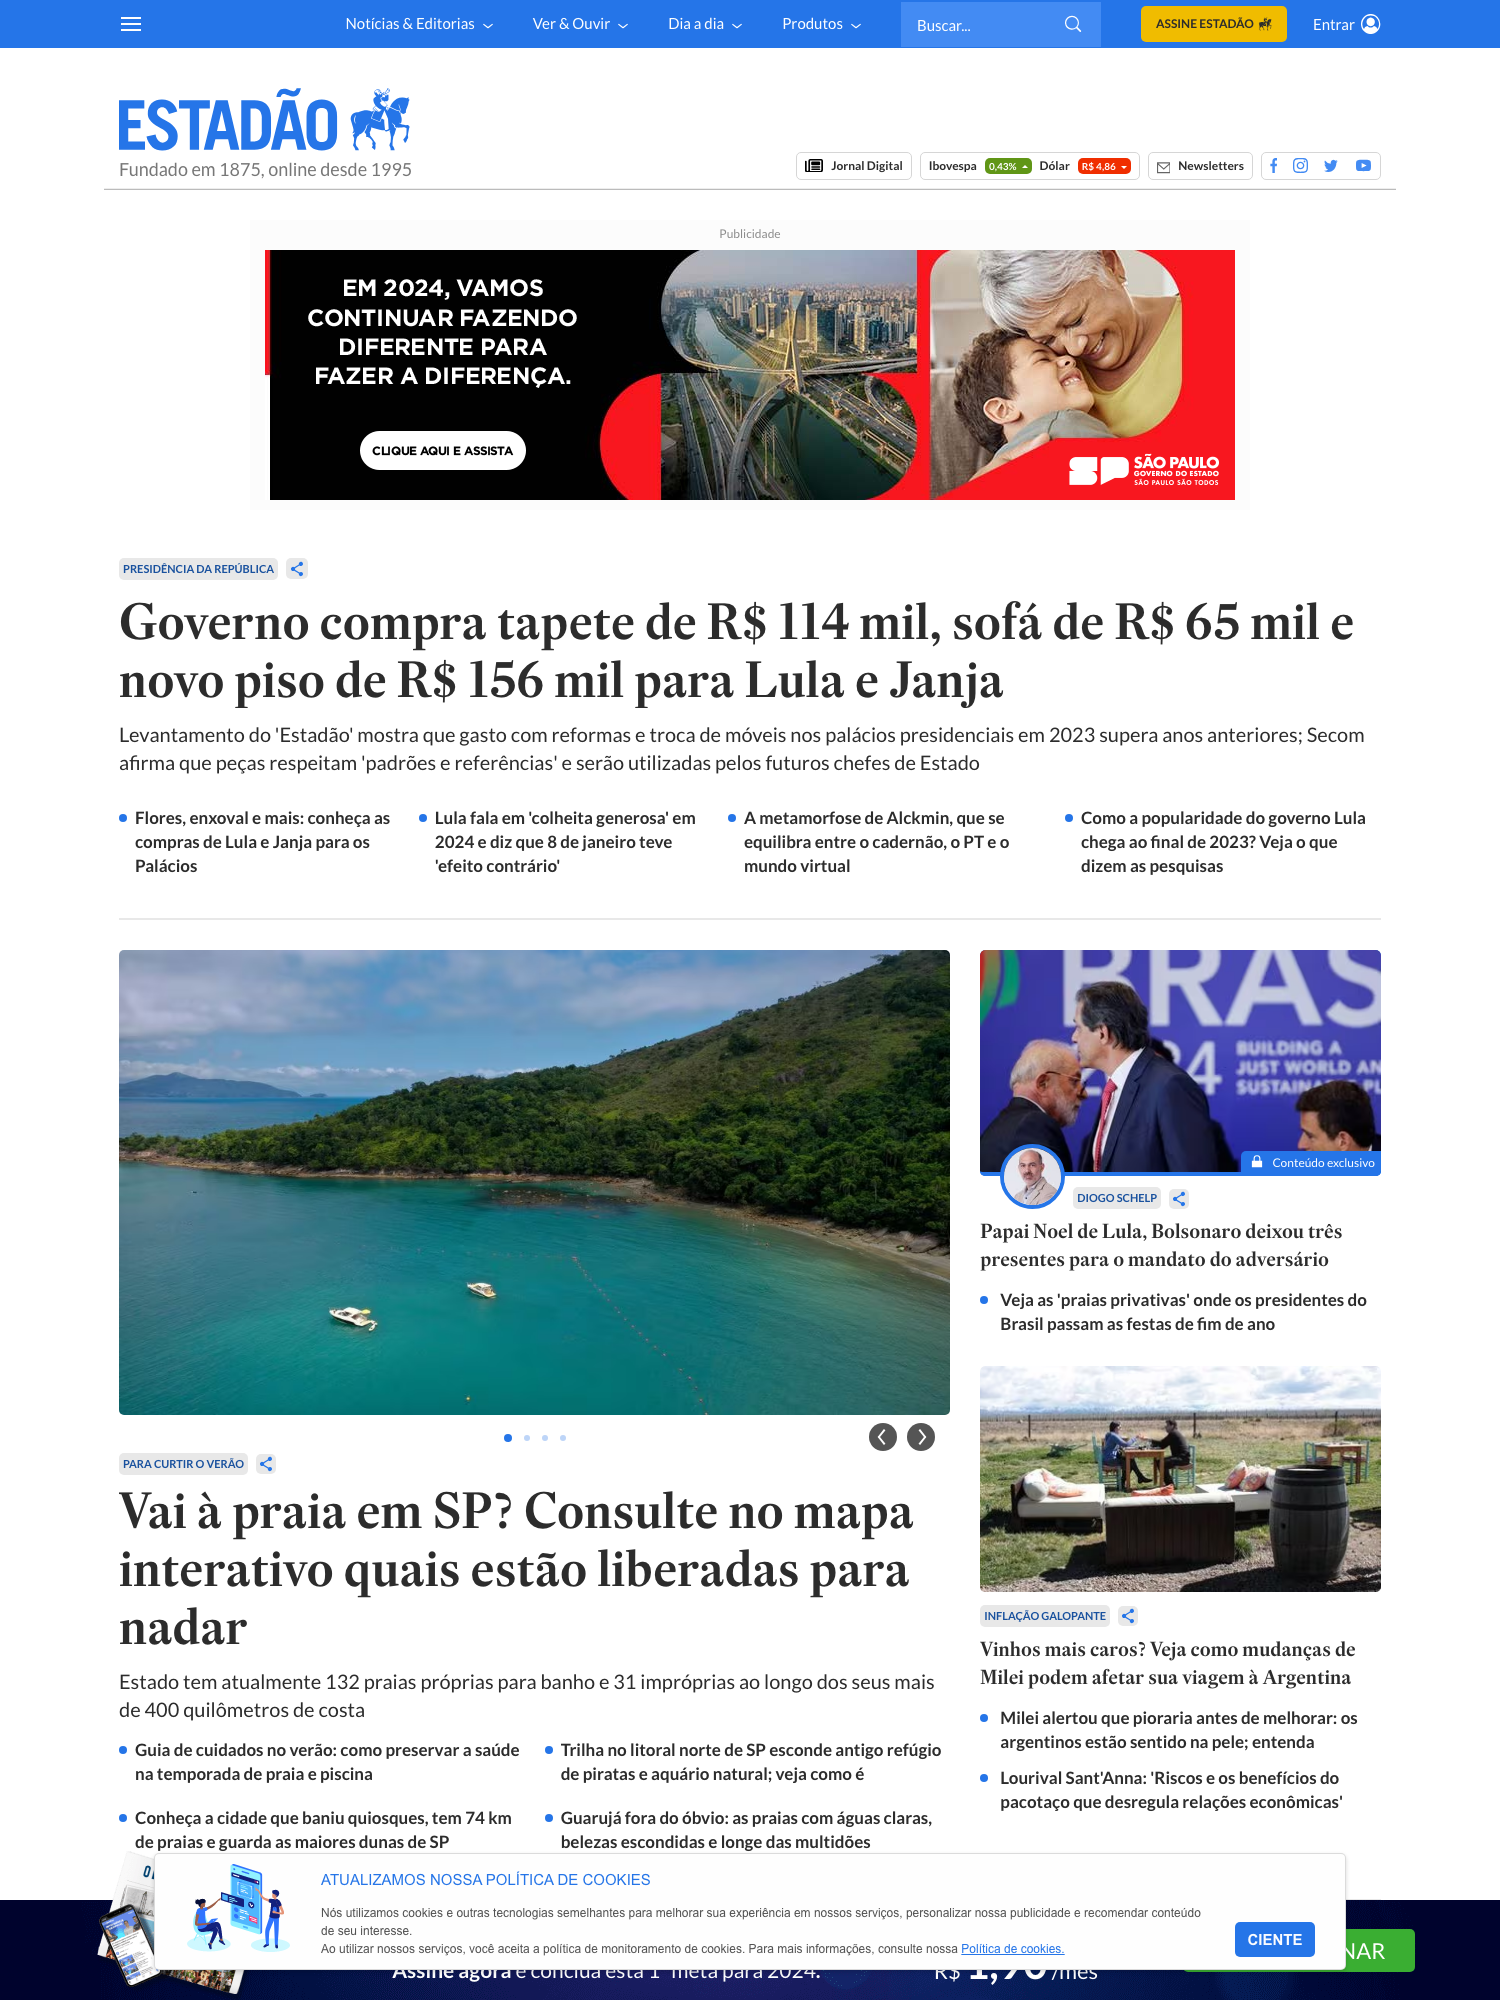 Notícias & Editorias
Ver & Ouvir
Dia a dia
Produtos
Buscar...
ASSINE ESTADÃO
Entrar
ESTADÃO
Fundado em 1875, online desde 1995
Jornal Digital
Ibovespa 0,43% Dólar R$ 4,86
Newsletters
Publicidade
EM 2024, VAMOS
CONTINUAR FAZENDO
DIFERENTE PARA
FAZER A DIFERENÇA.
CLIQUE AQUI E ASSISTA
SP SÃO PAULO
GOVERNO DO ESTADO
SÃO PAULO SÃO TODOS
PRESIDÊNCIA DA REPÚBLICA
Governo compra tapete de R$ 114 mil, sofá de R$ 65 mil e
novo piso de R$ 156 mil para Lula e Janja
Levantamento do 'Estadão' mostra que gasto com reformas e troca de móveis nos palácios presidenciais em 2023 supera anos anteriores; Secom
afirma que peças respeitam 'padrões e referências' e serão utilizadas pelos futuros chefes de Estado
Flores, enxoval e mais: conheça as
compras de Lula e Janja para os
Palácios
Lula fala em 'colheita generosa' em
2024 e diz que 8 de janeiro teve
'efeito contrário'
A metamorfose de Alckmin, que se
equilibra entre o cadernão, o PT e o
mundo virtual
Como a popularidade do governo Lula
chega ao final de 2023? Veja o que
dizem as pesquisas
PARA CURTIR O VERÃO
Vai à praia em SP? Consulte no mapa
interativo quais estão liberadas para
nadar
Estado tem atualmente 132 praias próprias para banho e 31 impróprias ao longo dos seus mais
de 400 quilômetros de costa
Guia de cuidados no verão: como preservar a saúde
na temporada de praia e piscina
Trilha no litoral norte de SP esconde antigo refúgio
de piratas e aquário natural; veja como é
Conheça a cidade que baniu quiosques, tem 74 km
de praias e guarda as maiores dunas de SP
Guarujá fora do óbvio: as praias com águas claras,
belezas escondidas e longe das multidões
BRAS
24
BUILDING A
JUST WORLD AN
SUSTAINA
Conteúdo exclusivo
DIOGO SCHELP
Papai Noel de Lula, Bolsonaro deixou três
presentes para o mandato do adversário
Veja as 'praias privativas' onde os presidentes do
Brasil passam as festas de fim de ano
INFLAÇÃO GALOPANTE
Vinhos mais caros? Veja como mudanças de
Milei podem afetar sua viagem à Argentina
Milei alertou que pioraria antes de melhorar: os
argentinos estão sentido na pele; entenda
Lourival Sant'Anna: 'Riscos e os benefícios do
pacotaço que desregula relações econômicas'
ATUALIZAMOS NOSSA POLÍTICA DE COOKIES
Nós utilizamos cookies e outras tecnologias semelhantes para melhorar sua experiência em nossos serviços, personalizar nossa publicidade e recomendar conteúdo
de seu interesse.
Ao utilizar nossos serviços, você aceita a política de monitoramento de cookies. Para mais informações, consulte nossa Política de cookies.
CIENTE
Assine agora e conclua esta 1ª meta para 2024.
R$ 1,90 /mês
NAR